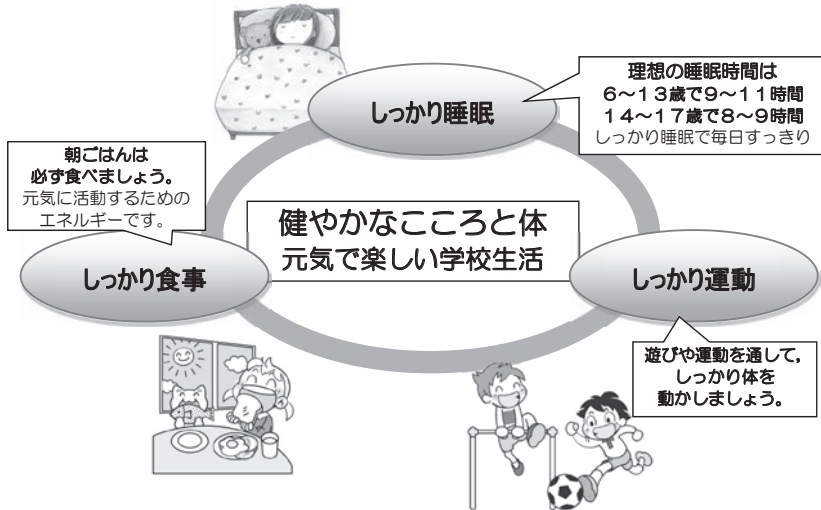 しっかり睡眠
理想の睡眠時間は
6～13歳で9～11時間
14～17歳で8～9時間
しっかり睡眠で毎日すっきり
朝ごはんは
必ず食べましょう。
元気に活動するための
エネルギーです。
健やかなこころと体
元気で楽しい学校生活
しっかり食事
しっかり運動
遊びや運動を通して，
しっかり体を
動かしましょう。